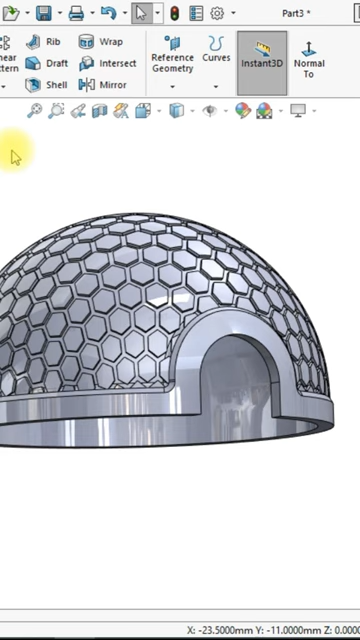 Part3 *
near
Rib
Wrap
Reference
Geometry
Curves
Instant3D
Normal
To
ttern
Draft
Intersect
Shell
Mirror
X: -23.5000mm Y: -11.0000mm Z: 0.0000